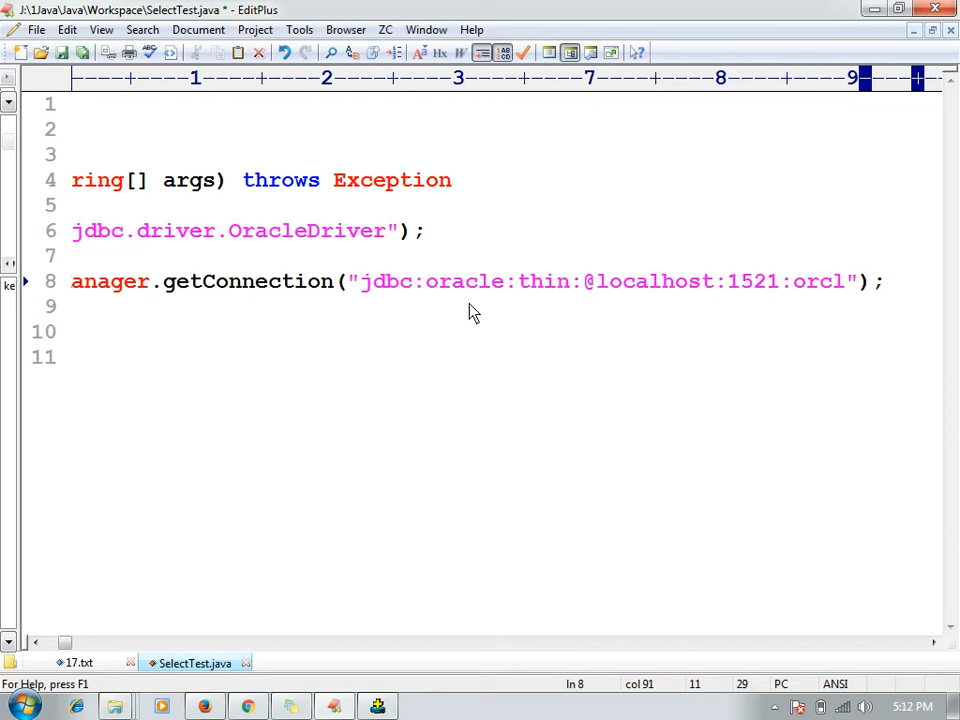 J:\1Java\Java\Workspace\SelectTest.java * - EditPlus
File Edit View Search Document Project Tools Browser ZC Window Help
----+----1----+----2----+----3----+----7----+----8----+----9----+--
1
2
3
4 ring[] args) throws Exception
5
6 jdbc.driver.OracleDriver");
7
8 anager.getConnection("jdbc:oracle:thin:@localhost:1521:orcl");
9
10
11
ke
17.txt SelectTest.java
For Help, press F1 ln 8 col 91 11 29 PC ANSI
5:12 PM